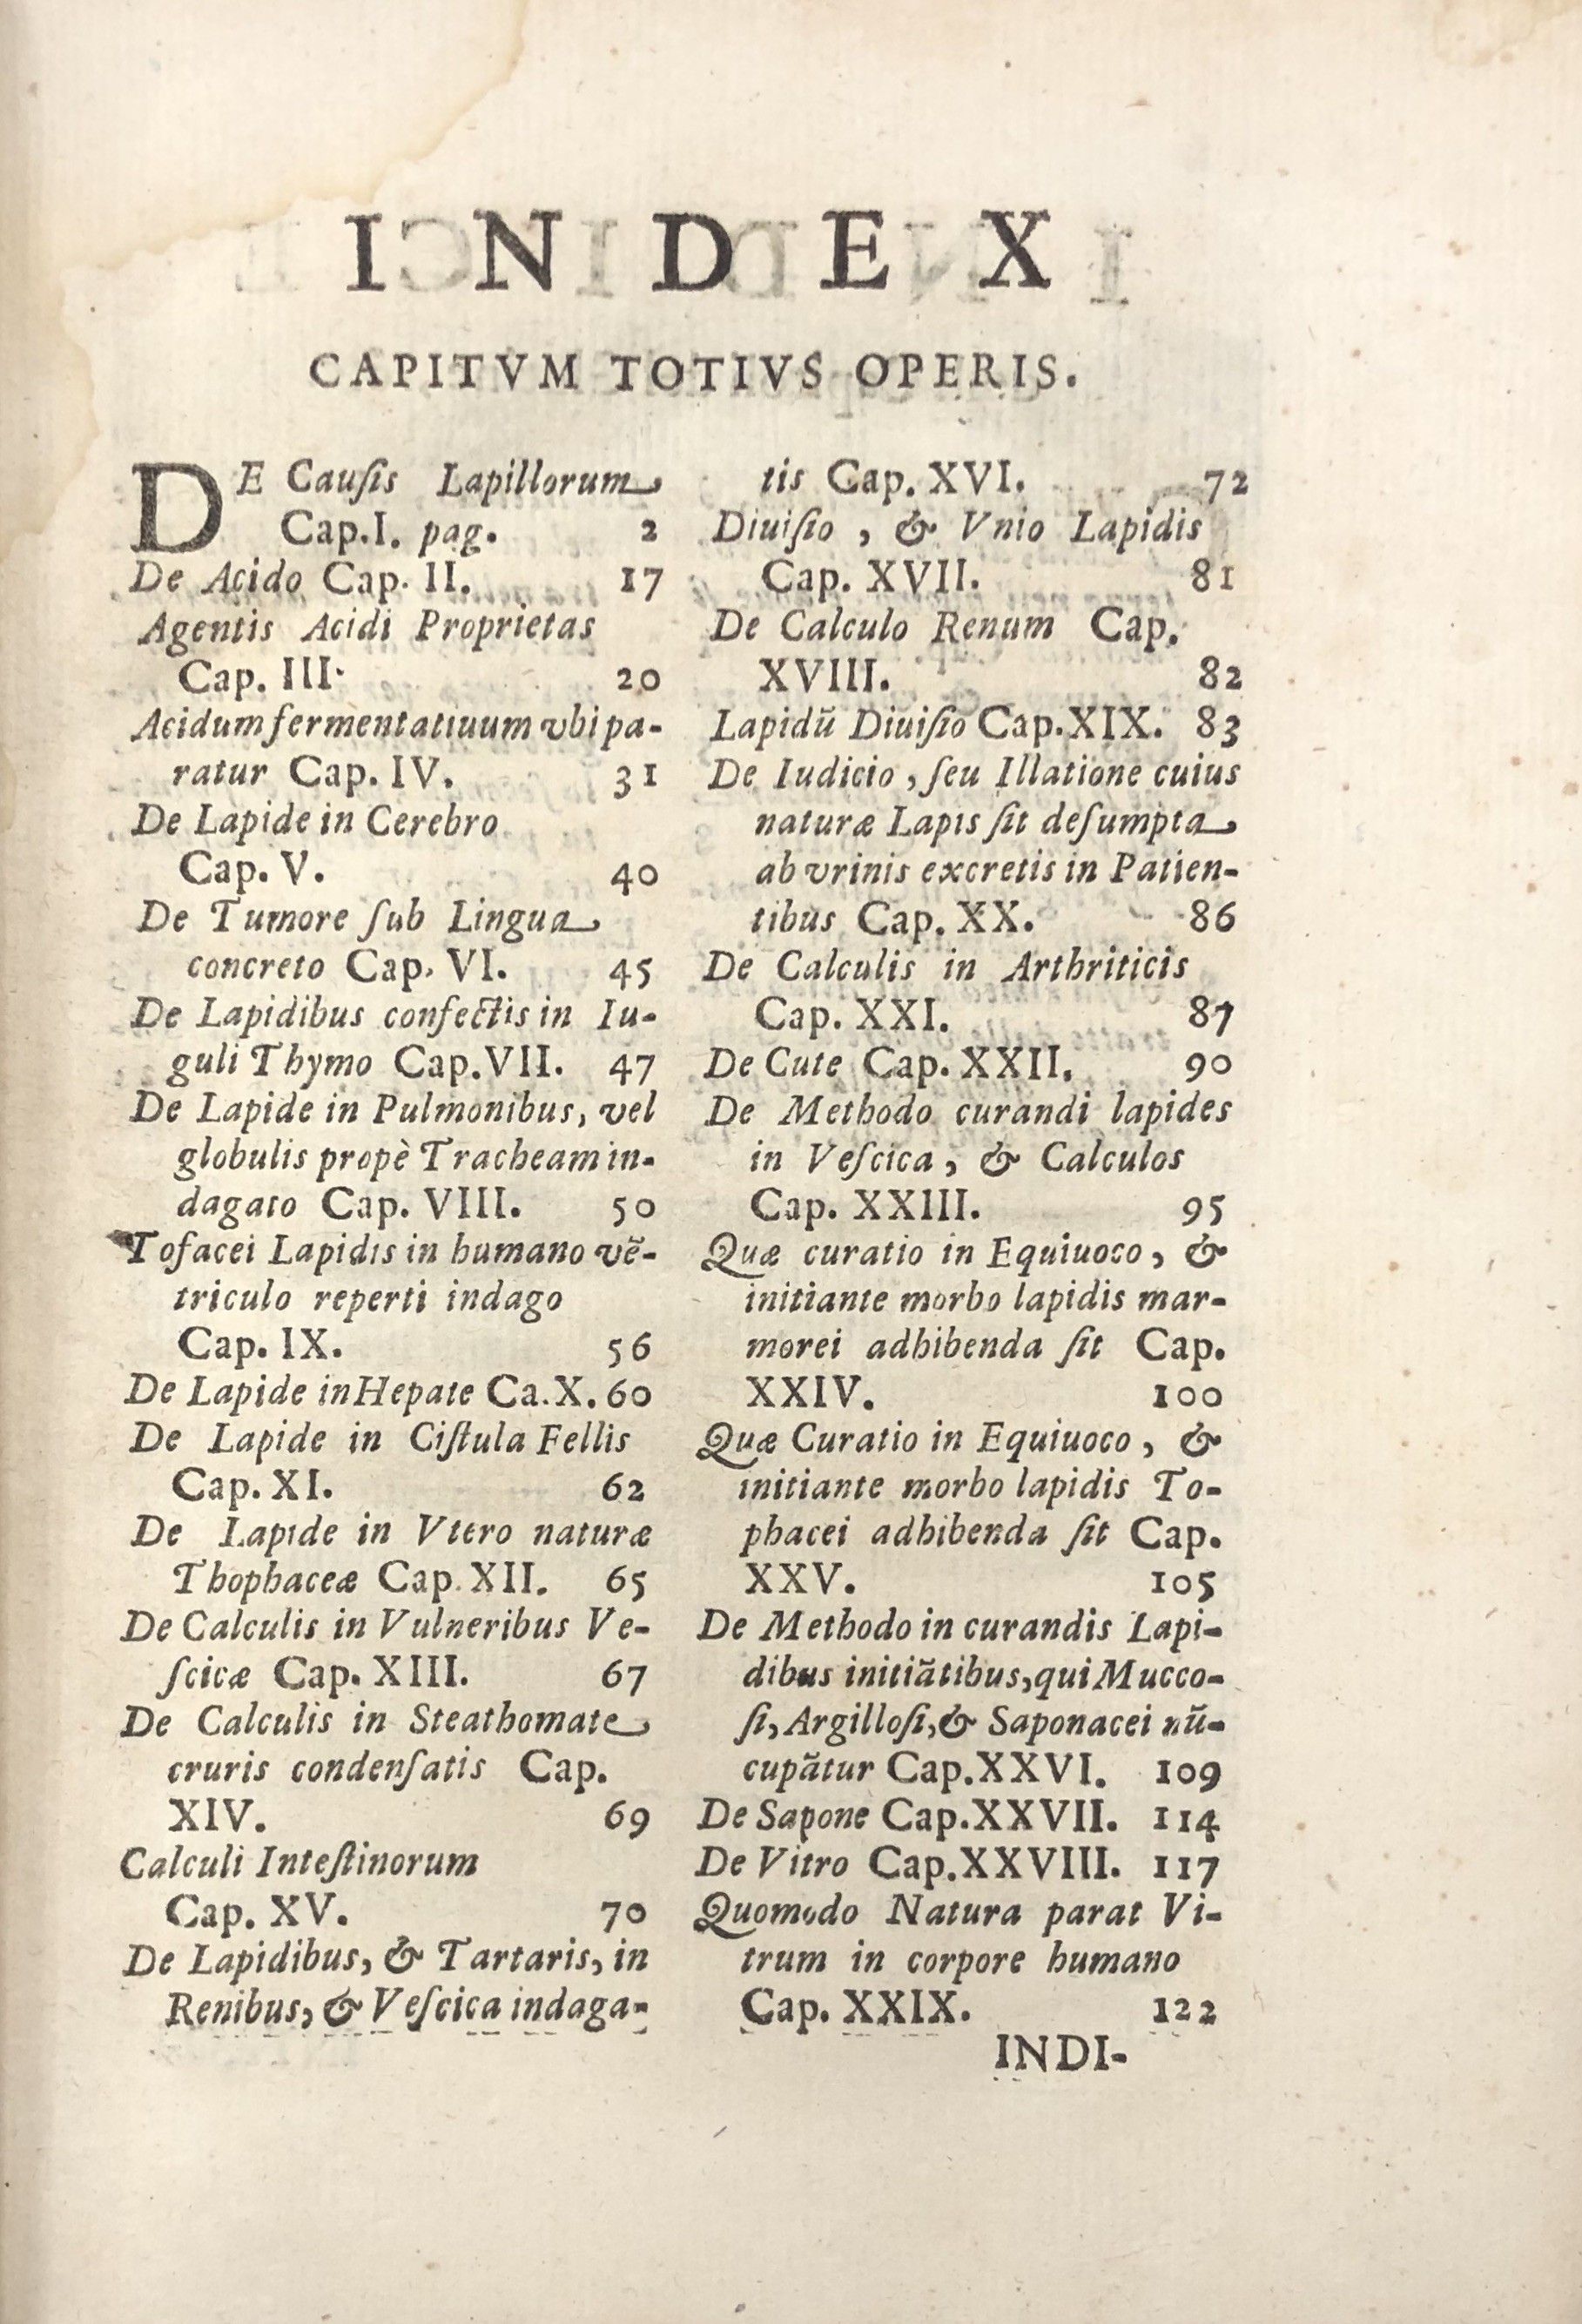 INDEX
CAPITVM TOTIVS OPERIS.
DE Cauſis Lapillorum
Cap.I. pag. 2
De Acido Cap. II. 17
Agentis Acidi Proprietas
Cap. III. 20
Acidum fermentatiuum vbi pa-
ratur Cap. IV. 31
De Lapide in Cerebro
Cap. V. 40
De Tumore ſub Lingua
concreto Cap. VI. 45
De Lapidibus confectis in Iu-
guli Thymo Cap.VII. 47
De Lapide in Pulmonibus, vel
globulis propè Tracheam in-
dagato Cap. VIII. 50
Tofacei Lapidis in humano vẽ-
triculo reperti indago
Cap. IX. 56
De Lapide in Hepate Ca.X. 60
De Lapide in Ciſtula Fellis
Cap. XI. 62
De Lapide in Vtero naturæ
Thophaceæ Cap. XII. 65
De Calculis in Vulneribus Ve-
ſcicæ Cap. XIII. 67
De Calculis in Steathomate
cruris condenſatis Cap.
XIV. 69
Calculi Inteſtinorum
Cap. XV. 70
De Lapidibus, & Tartaris, in
Renibus, & Veſcica indaga-
tis Cap. XVI. 72
Diuiſio , & Vnio Lapidis
Cap. XVII. 81
De Calculo Renum Cap.
XVIII. 82
Lapidũ Diuiſio Cap.XIX. 83
De Iudicio , ſeu Illatione cuius
naturæ Lapis ſit deſumpta
ab vrinis excretis in Patien-
tibus Cap. XX. 86
De Calculis in Arthriticis
Cap. XXI. 87
De Cute Cap. XXII. 90
De Methodo curandi lapides
in Veſcica , & Calculos
Cap. XXIII. 95
Quæ curatio in Equiuoco , &
initiante morbo lapidis mar-
morei adhibenda ſit Cap.
XXIV. 100
Quæ Curatio in Equiuoco , &
initiante morbo lapidis To-
phacei adhibenda ſit Cap.
XXV. 105
De Methodo in curandis Lapi-
dibus initiãtibus, qui Mucco-
ſi, Argilloſi, & Saponacei nũ-
cupãtur Cap.XXVI. 109
De Sapone Cap.XXVII. 114
De Vitro Cap.XXVIII. 117
Quomodo Natura parat Vi-
trum in corpore humano
Cap. XXIX. 122
INDI-